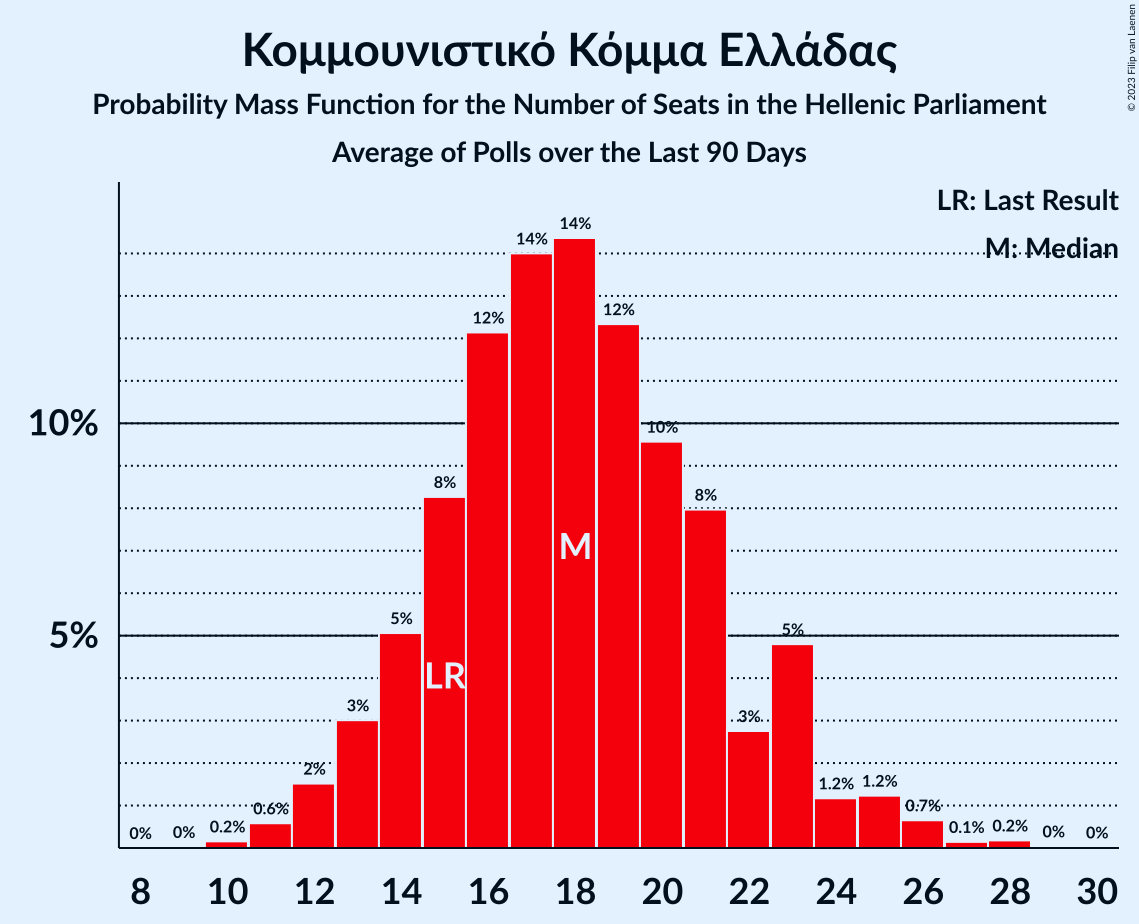 Κομμουνιστικό Κόμμα Ελλάδας
Probability Mass Function for the Number of Seats in the Hellenic Parliament
Average of Polls over the Last 90 Days
© 2023 Filip van Laenen
LR: Last Result
M: Median
10%
5%
0%
0%
0.2%
0.6%
2%
3%
5%
8%
12%
14%
14%
12%
10%
8%
3%
5%
1.2%
1.2%
0.7%
0.1%
0.2%
0%
0%
LR
M
8 10 12 14 16 18 20 22 24 26 28 30